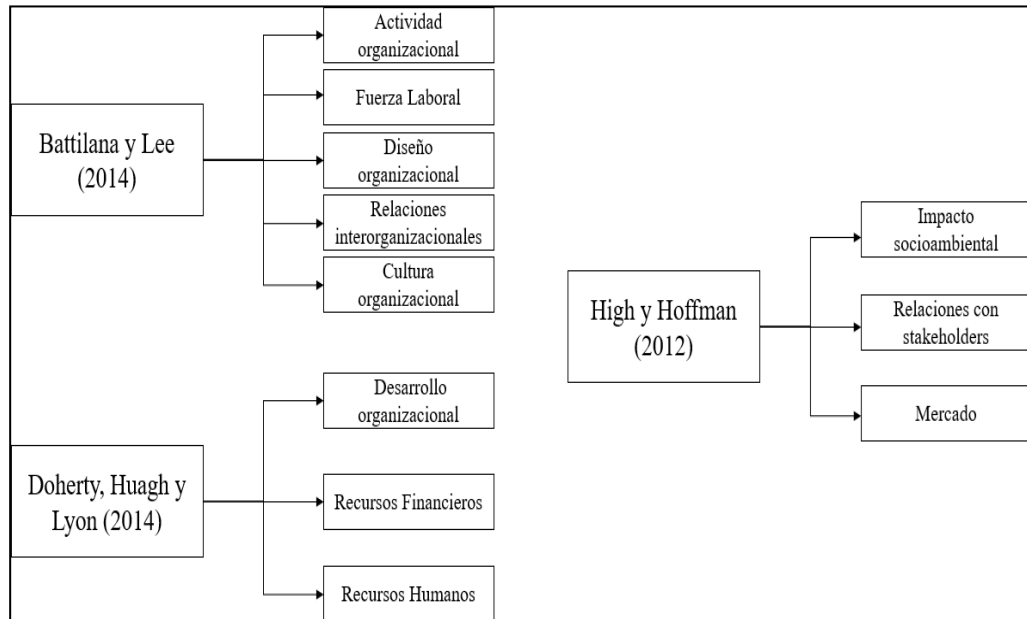 Battilana y Lee
(2014)
Actividad
organizacional
Fuerza Laboral
Diseño
organizacional
Relaciones
interorganizacionales
Cultura
organizacional
Doherty, Huagh y
Lyon (2014)
Desarrollo
organizacional
Recursos Financieros
Recursos Humanos
High y Hoffman
(2012)
Impacto
socioambiental
Relaciones con
stakeholders
Mercado